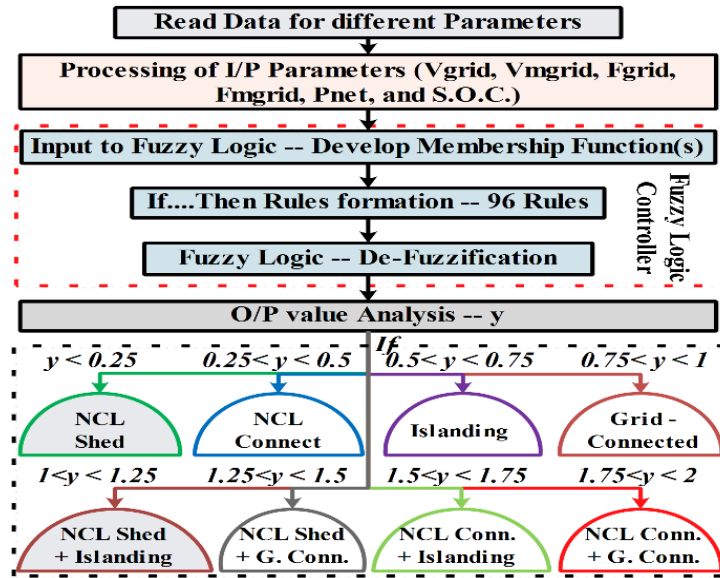 Read Data for different Parameters
Processing of I/P Parameters (Vgrid, Vmgrid, Fgrid,
Fmgrid, Pnet, and S.O.C.)
Input to Fuzzy Logic -- Develop Membership Function(s)
If....Then Rules formation -- 96 Rules
Fuzzy Logic -- De-Fuzzification
Fuzzy Logic
Controller
O/P value Analysis -- y
If
y < 0.25
0.25< y < 0.5
0.5< y < 0.75
0.75< y < 1
NCL
Shed
NCL
Connect
Islanding
Grid -
Connected
1<y < 1.25
1.25<y < 1.5
1.5<y < 1.75
1.75<y < 2
NCL Shed
+ Islanding
NCL Shed
+ G. Conn.
NCL Conn.
+ Islanding
NCL Conn.
+ G. Conn.